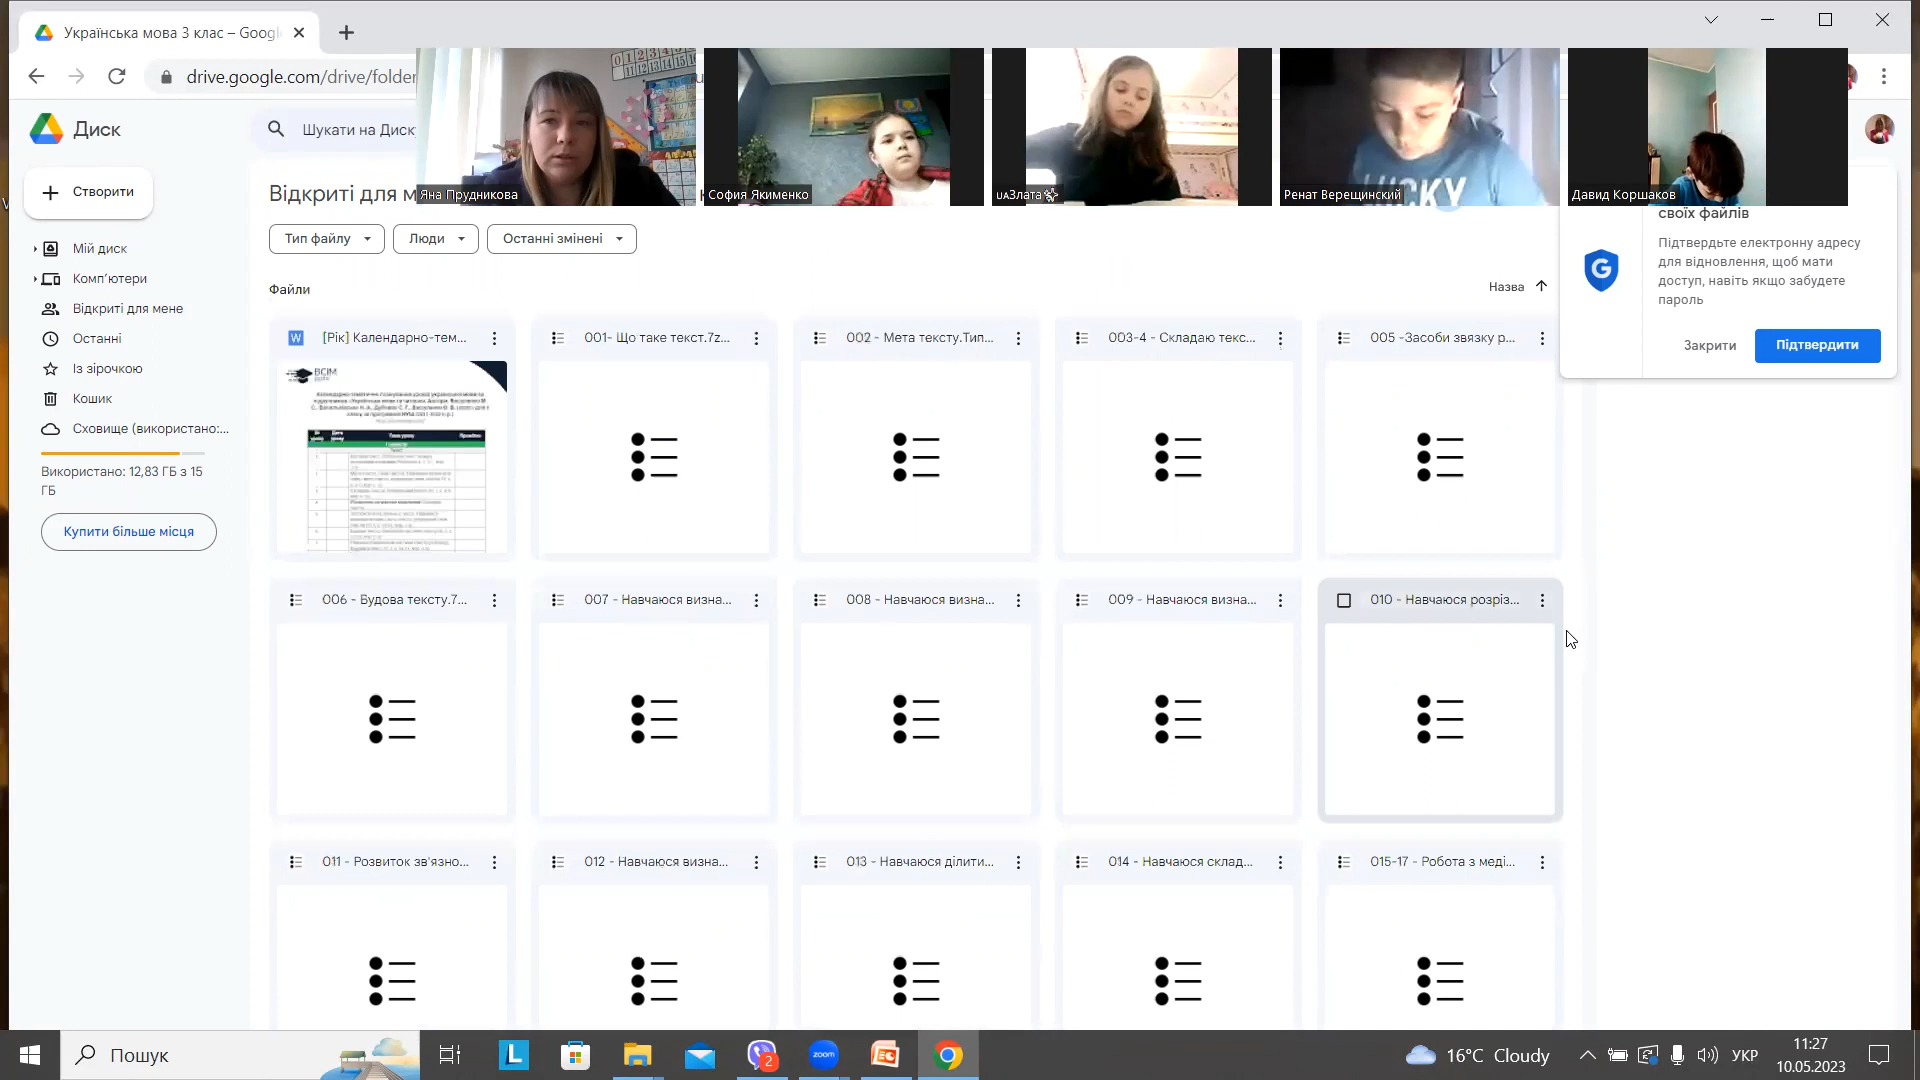 Українська мова 3 клас – Googl
drive.google.com/drive/folder
Диск
Шукати на Диск
Створити
Мій диск
Комп'ютери
Відкриті для мене
Останні
Із зірочкою
Кошик
Сховище (використано:...
Використано: 12,83 ГБ з 15
ГБ
Купити більше місця
Яна Прудникова
София Якименко
UAЗлата
Ренат Верещинский
Давид Коршаков
LUCKY
Відкриті для м
Тип файлу
Люди
Останні змінені
Файли
Назва
своїх файлів
Підтвердьте електронну адресу
для відновлення, щоб мати
доступ, навіть якщо забудете
пароль
Закрити
Підтвердити
[Рік] Календарно-тем...
001- Що таке текст.7z...
002 - Мета тексту.Тип...
003-4 - Складаю текс...
005 -Засоби звязку р...
ВСІМ
006 - Будова тексту.7...
007 - Навчаюся визна...
008 - Навчаюся визна...
009 - Навчаюся визна...
010 - Навчаюся розріз...
011 - Розвиток зв'язно...
012 - Навчаюся визна...
013 - Навчаюся ділити...
014 - Навчаюся склад...
015-17 - Робота з меді...
Пошук
L
2
zoom
16°C Cloudy
УКР
11:27
10.05.2023